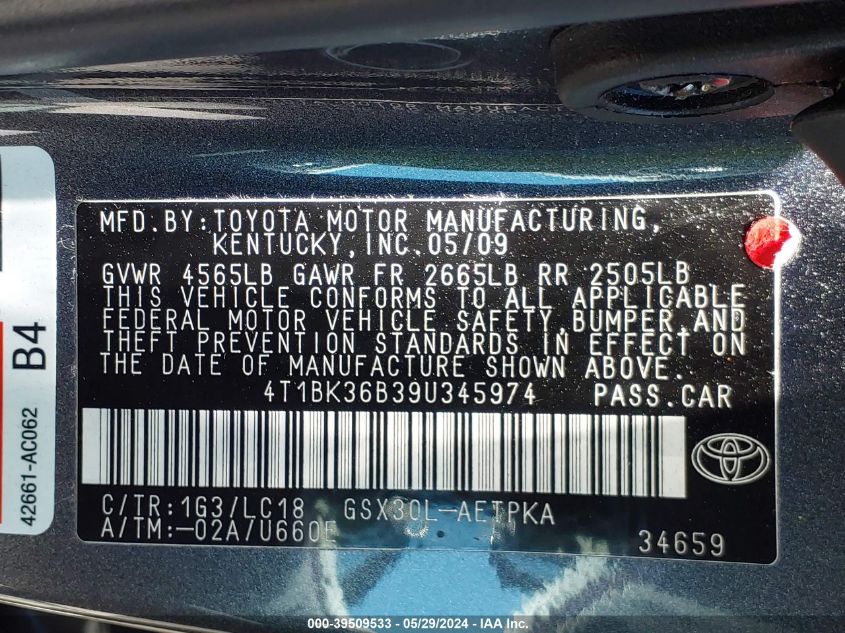 MFD.BY:TOYOTA MOTOR MANUFACTURING,
KENTUCKY,INC.05/09
GVWR 4565LB GAWR FR 2665LB RR 2505LB
THIS VEHICLE CONFORMS TO ALL APPLICABLE
FEDERAL MOTOR VEHICLE SAFETY,BUMPER,AND
THEFT PREVENTION STANDARDS IN EFFECT ON
THE DATE OF MANUFACTURE SHOWN ABOVE.
4T1BK36B39U345974 PASS.CAR
C/TR:1G3/LC18 GSX30L-AETPKA
A/TM:-02A/U660E
34659
B4
42661-AC062
000-39509533 - 05/29/2024 - IAA Inc.